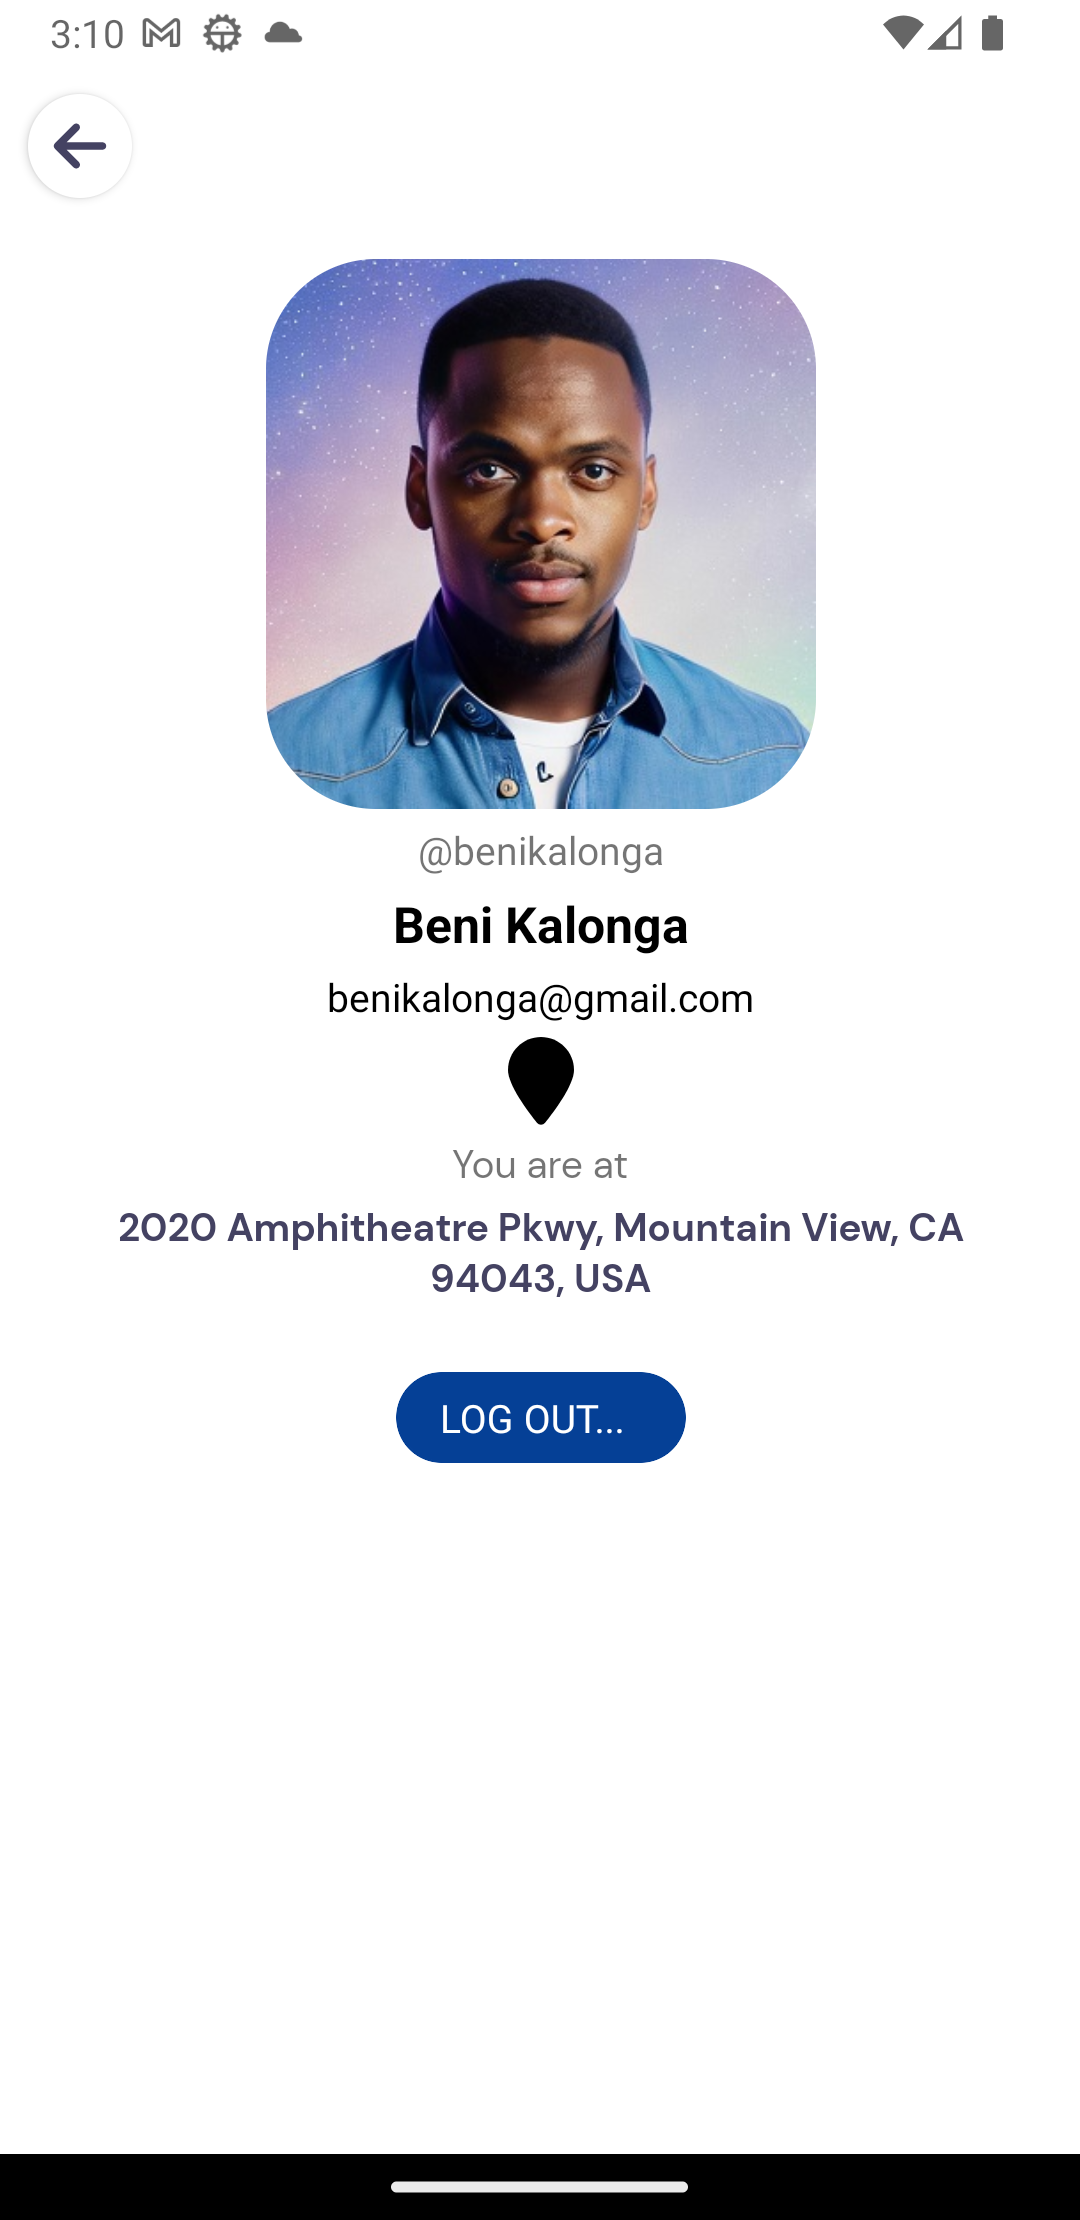 3:10
@benikalonga
Beni Kalonga
benikalonga@gmail.com
You are at
2020 Amphitheatre Pkwy, Mountain View, CA
94043, USA
LOG OUT...